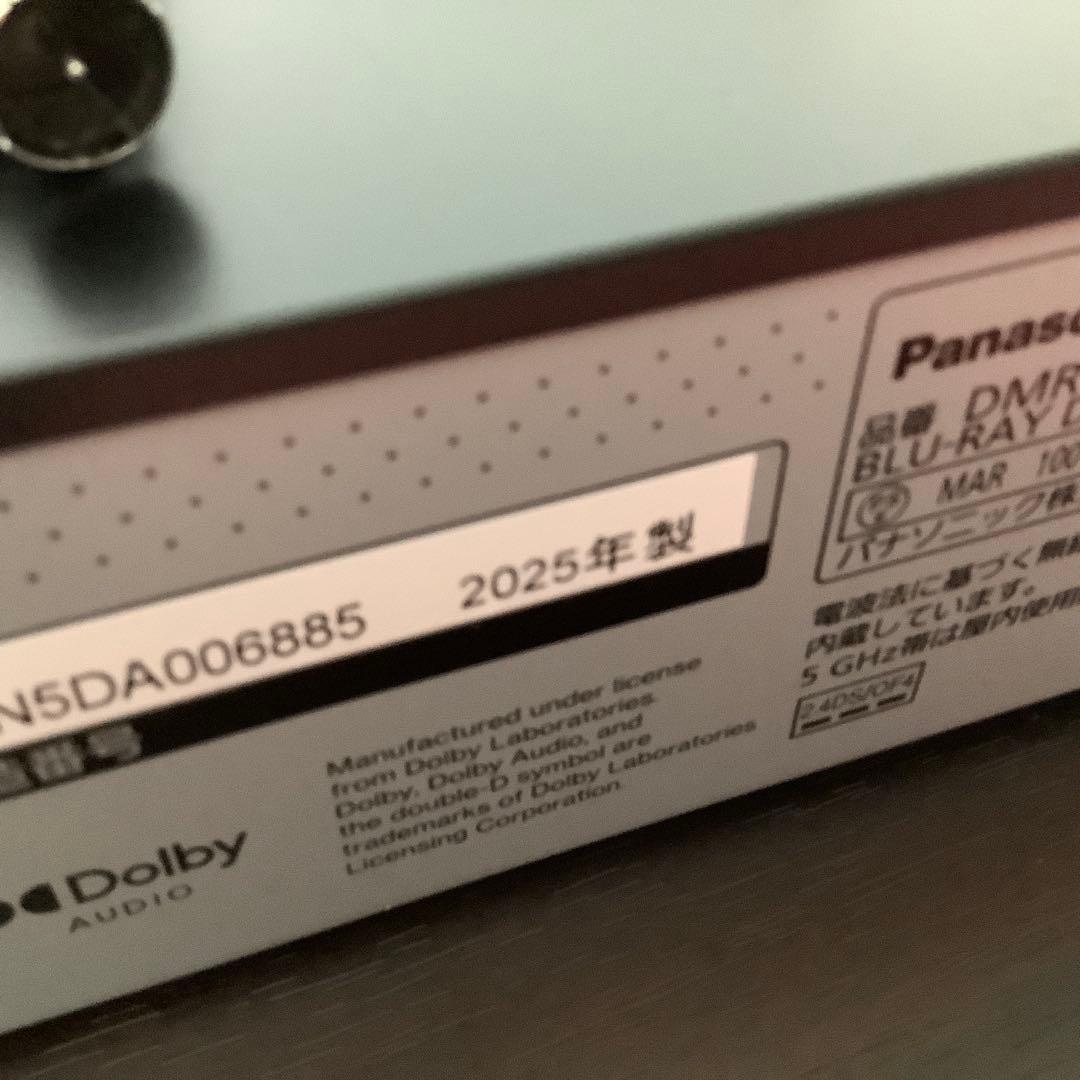 N5DA006885 2025年製
番号
Dolby
AUDIO
Manufactured under license
from Dolby Laboratories.
Dolby, Dolby Audio, and
the double-D symbol are
trademarks of Dolby Laboratories
Licensing Corporation.
Panaso
品番 DMR
BLU-RAY D
MAR 100
パナソニック株
電波法に基づく無線
内蔵しています。
5 GHz帯は屋内使用
2.4DS/OF4